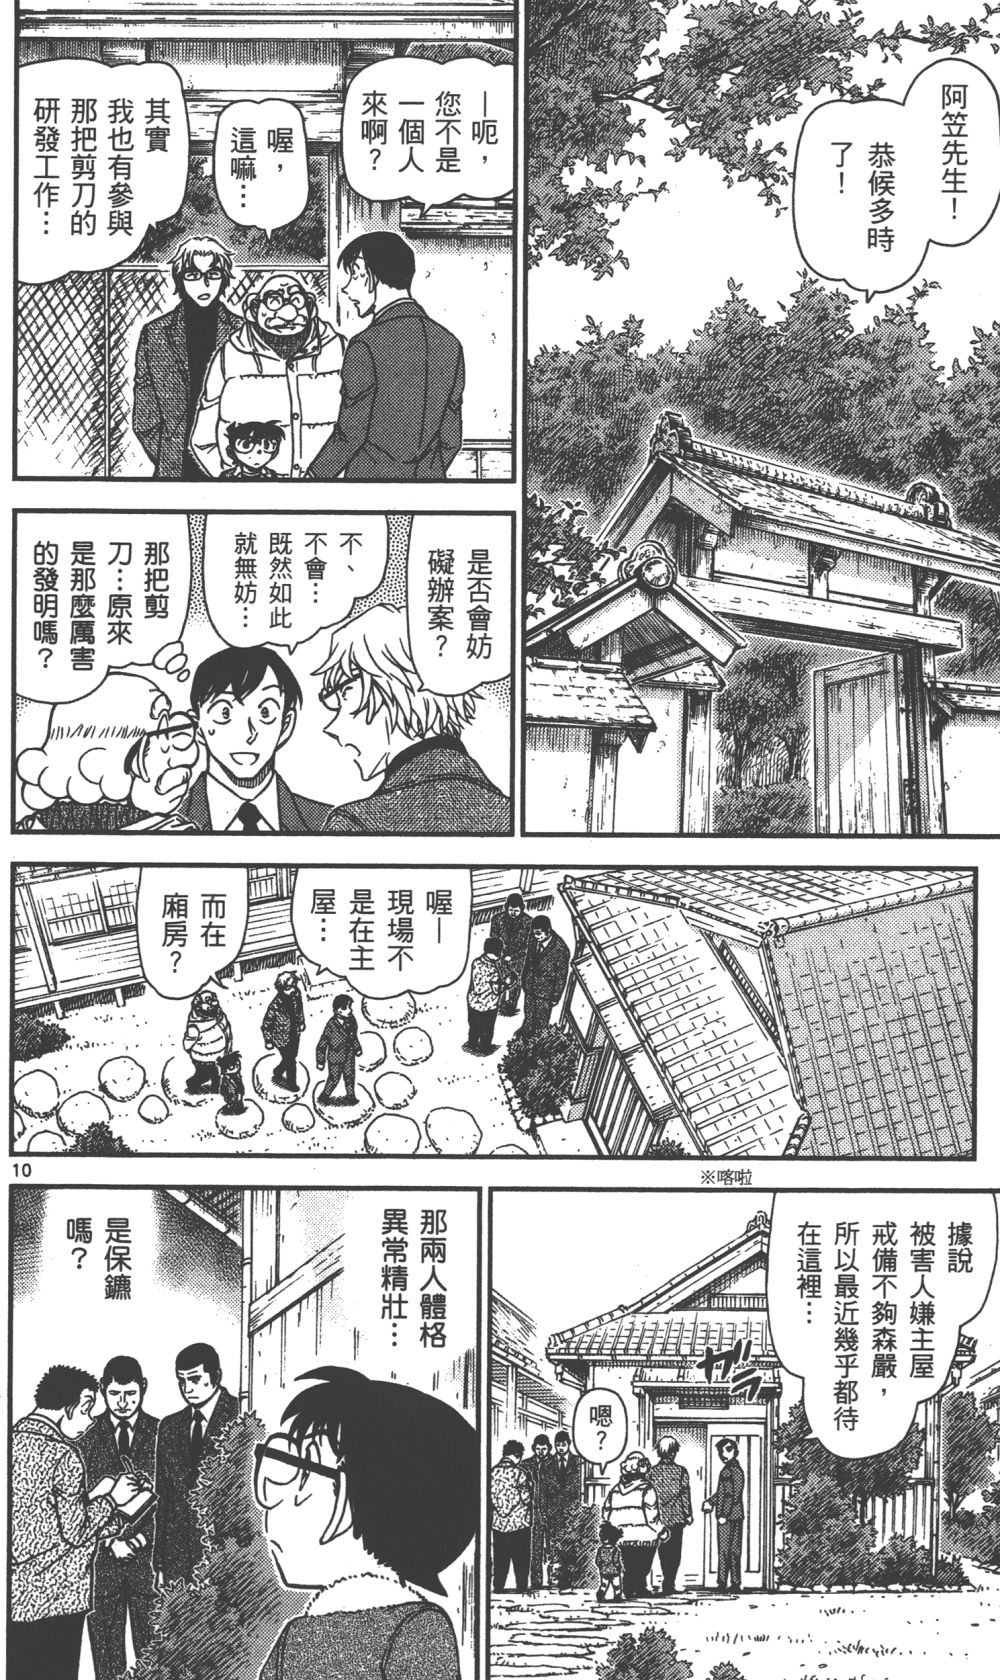 阿笠先生！
恭候多時
了！
—呃，
您不是
一個人
來啊？
喔，
這嘛…
其實
我也有參與
那把剪刀的
研發工作…
是否會妨
礙辦案？
不、
不會…
既然如此
就無妨…
那把剪
刀…原來
是那麼厲害
的發明嗎？
喔—
現場不
是在主
屋…
而在
廂房？
10
※喀啦
據說
被害人嫌主屋
戒備不夠森嚴，
所以最近幾乎都待
在這裡…
ガラ
嗯？
那兩人體格
異常精壯…
是保鑣
嗎？